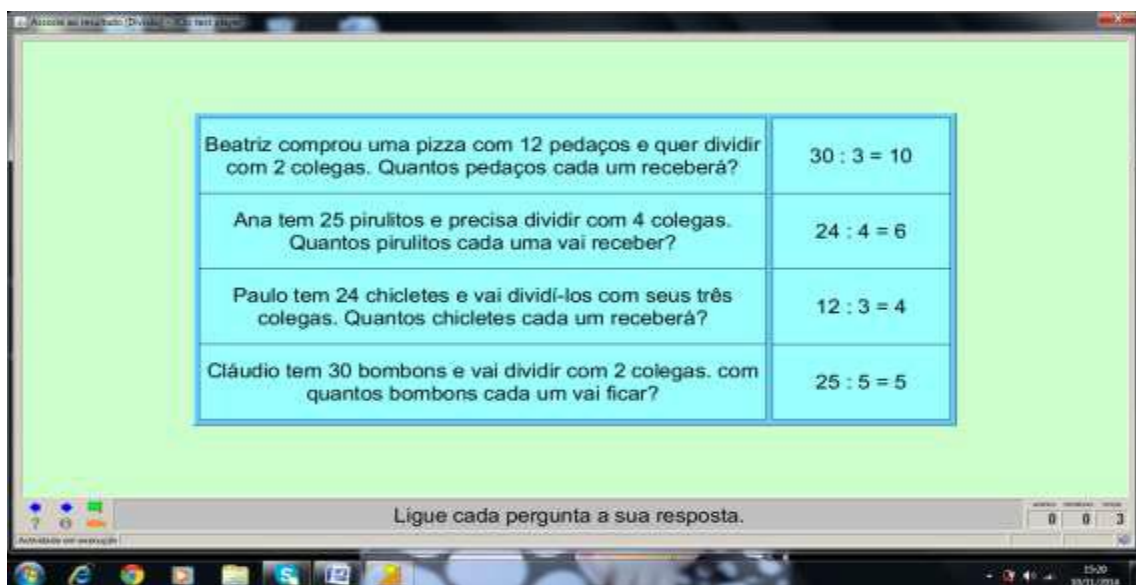 Beatriz comprou uma pizza com 12 pedaços e quer dividir
com 2 colegas. Quantos pedaços cada um receberá?
30 : 3 = 10
Ana tem 25 pirulitos e precisa dividir com 4 colegas.
Quantos pirulitos cada uma vai receber?
24 : 4 = 6
Paulo tem 24 chicletes e vai dividí-los com seus três
colegas. Quantos chicletes cada um receberá?
12 : 3 = 4
Cláudio tem 30 bombons e vai dividir com 2 colegas. com
quantos bombons cada um vai ficar?
25 : 5 = 5
Ligue cada pergunta a sua resposta.
0 0 3
15:20